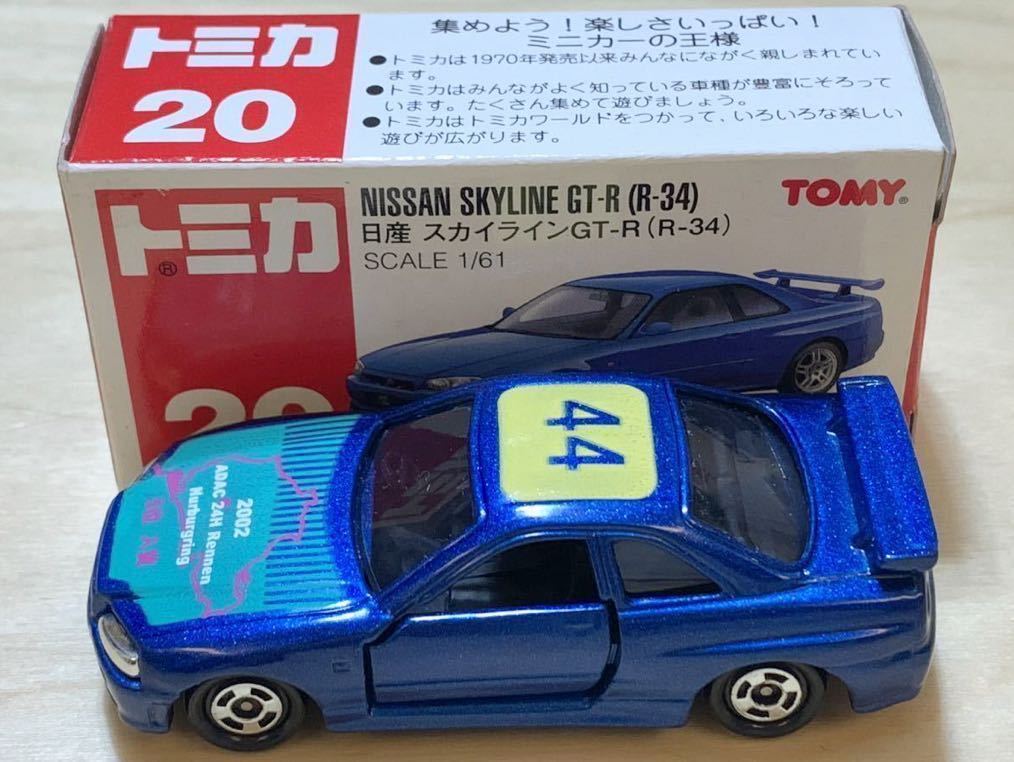 トミカ
20
集めよう！楽しさいっぱい！
ミニカーの王様
●トミカは1970年発売以来みんなにながく親しまれてい
ます。
●トミカはみんながよく知っている車種が豊富にそろって
います。たくさん集めて遊びましょう。
●トミカはトミカワールドをつかって、いろいろな楽しい
遊びが広がります。
トミカ®
20
NISSAN SKYLINE GT-R (R-34)
日産 スカイラインGT-R（R-34）
SCALE 1/61
TOMY®
44
2002
ADAC 24H Rennen
Nurburgring